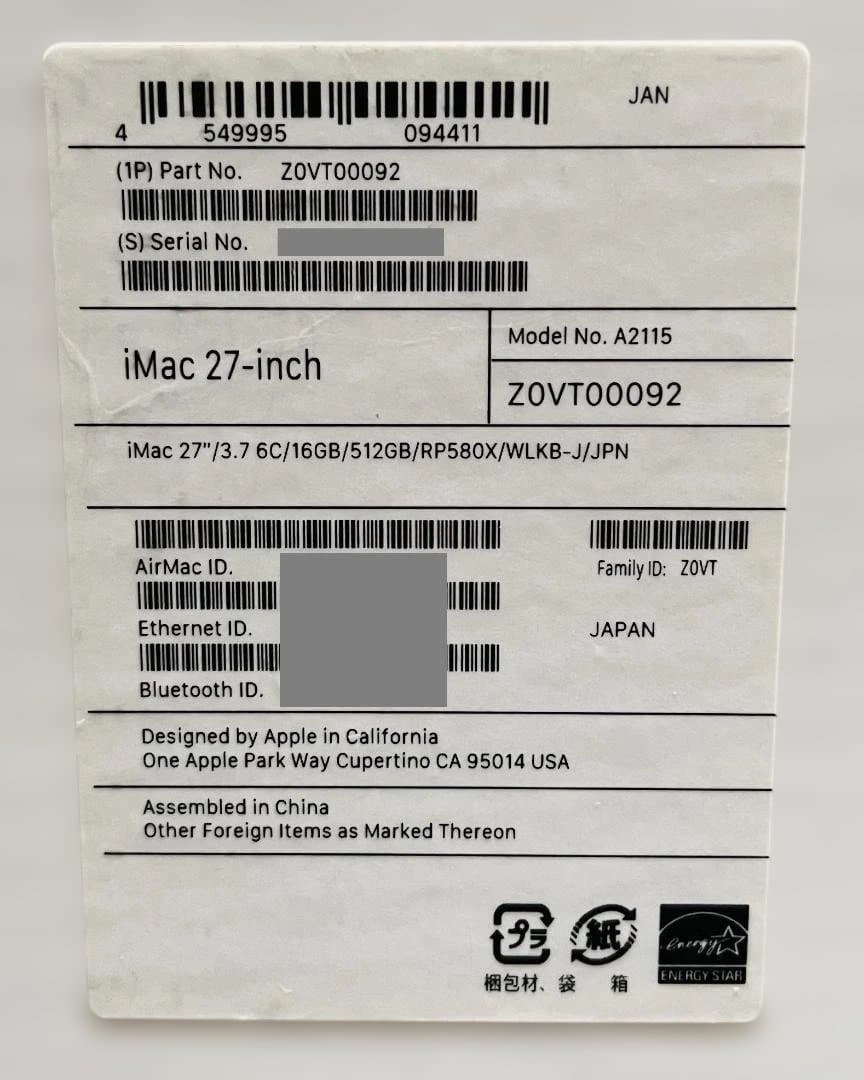 JAN
4 549995 094411
(1P) Part No. Z0VT00092
(S) Serial No.
iMac 27-inch
Model No. A2115
Z0VT00092
iMac 27"/3.7 6C/16GB/512GB/RP580X/WLKB-J/JPN
AirMac ID.
Family ID: Z0VT
Ethernet ID.
JAPAN
Bluetooth ID.
Designed by Apple in California
One Apple Park Way Cupertino CA 95014 USA
Assembled in China
Other Foreign Items as Marked Thereon
プラ 紙 energy
ENERGY STAR
梱包材、袋 箱